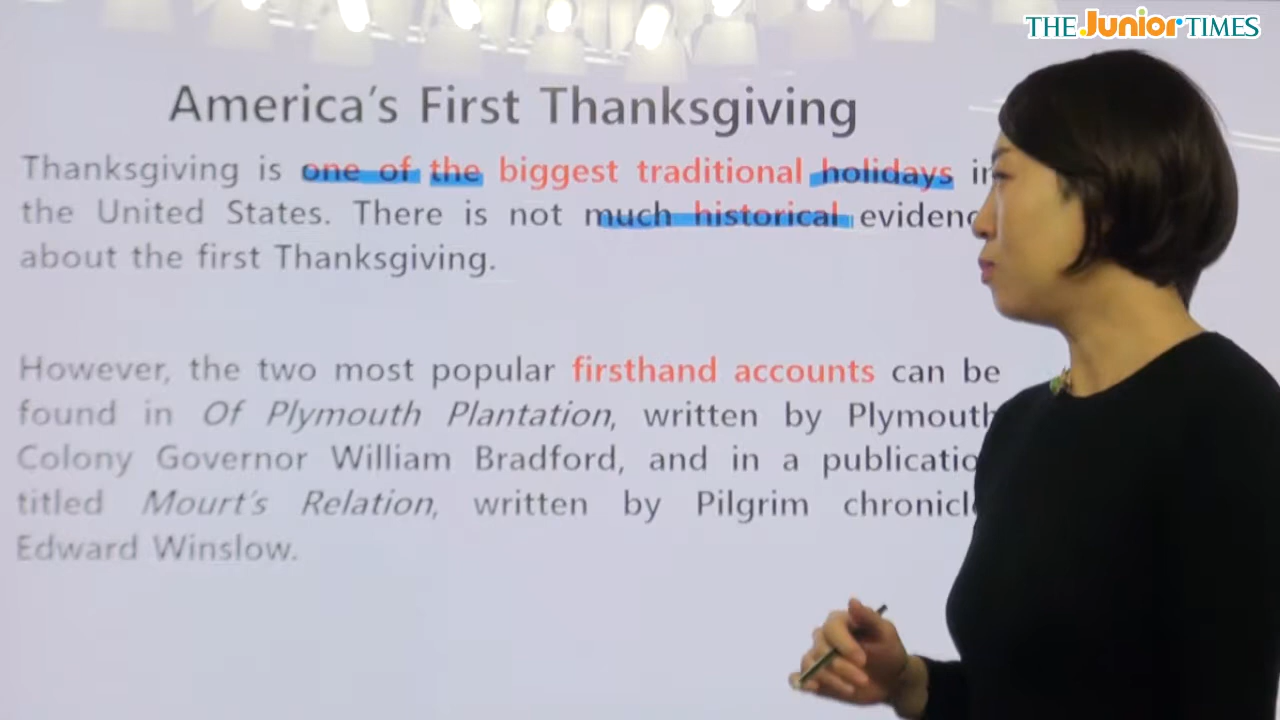 THE Junior TIMES
America's First Thanksgiving
Thanksgiving is one of the biggest traditional holidays in
the United States. There is not much historical
about the first Thanksgiving.
However, the two most popular firsthand accounts can be
found in Of Plymouth Plantation, written by Plymouth
Colony Governor William Bradford, and in a
titled Mourt's Relation, written by Pilgrim
Edward Winslow.